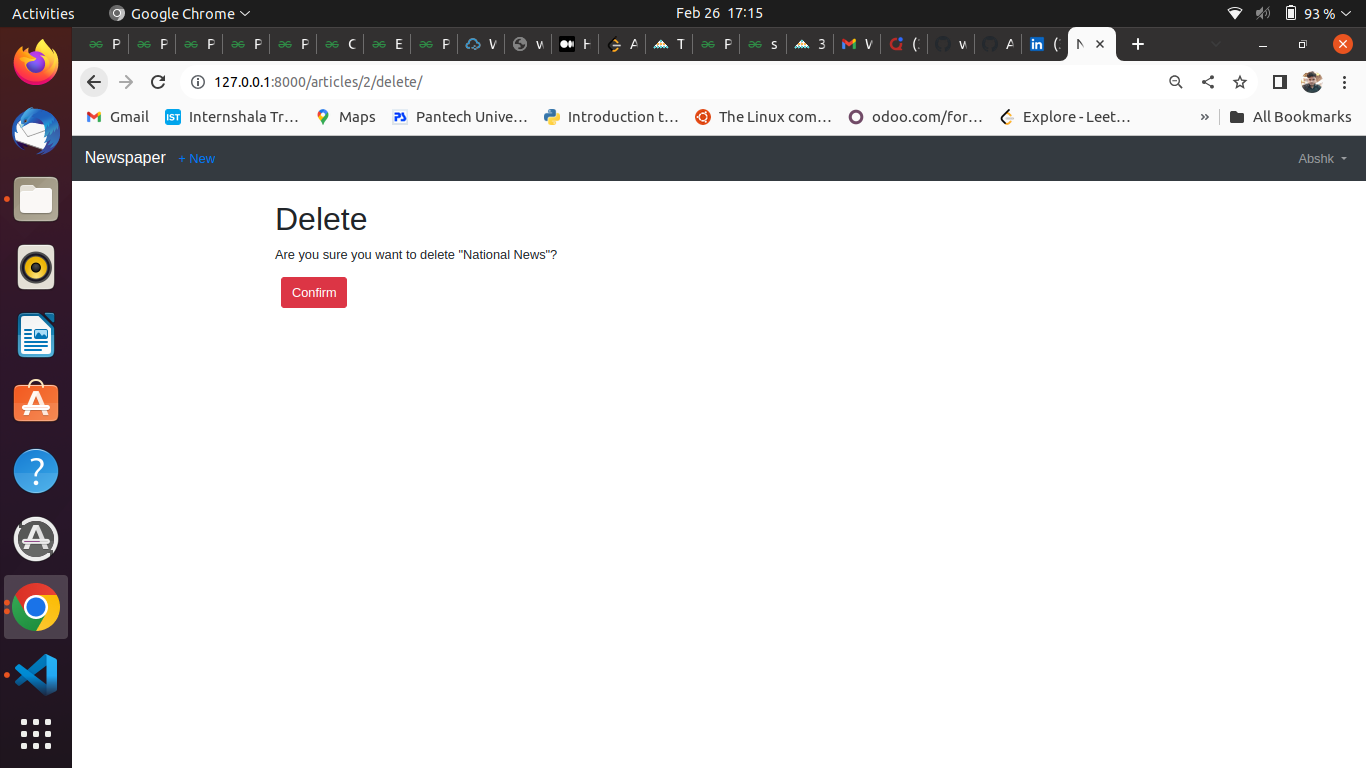 Activities Google Chrome Feb 26 17:15 93 %
P P P P P C E P V w H A T P s 3 V ( w A ( N
127.0.0.1:8000/articles/2/delete/
Gmail IST Internshala Tr… Maps PS Pantech Unive… Introduction t… The Linux com… odoo.com/for… Explore - Leet… » All Bookmarks
Newspaper + New Abshk
Delete
Are you sure you want to delete "National News"?
Confirm